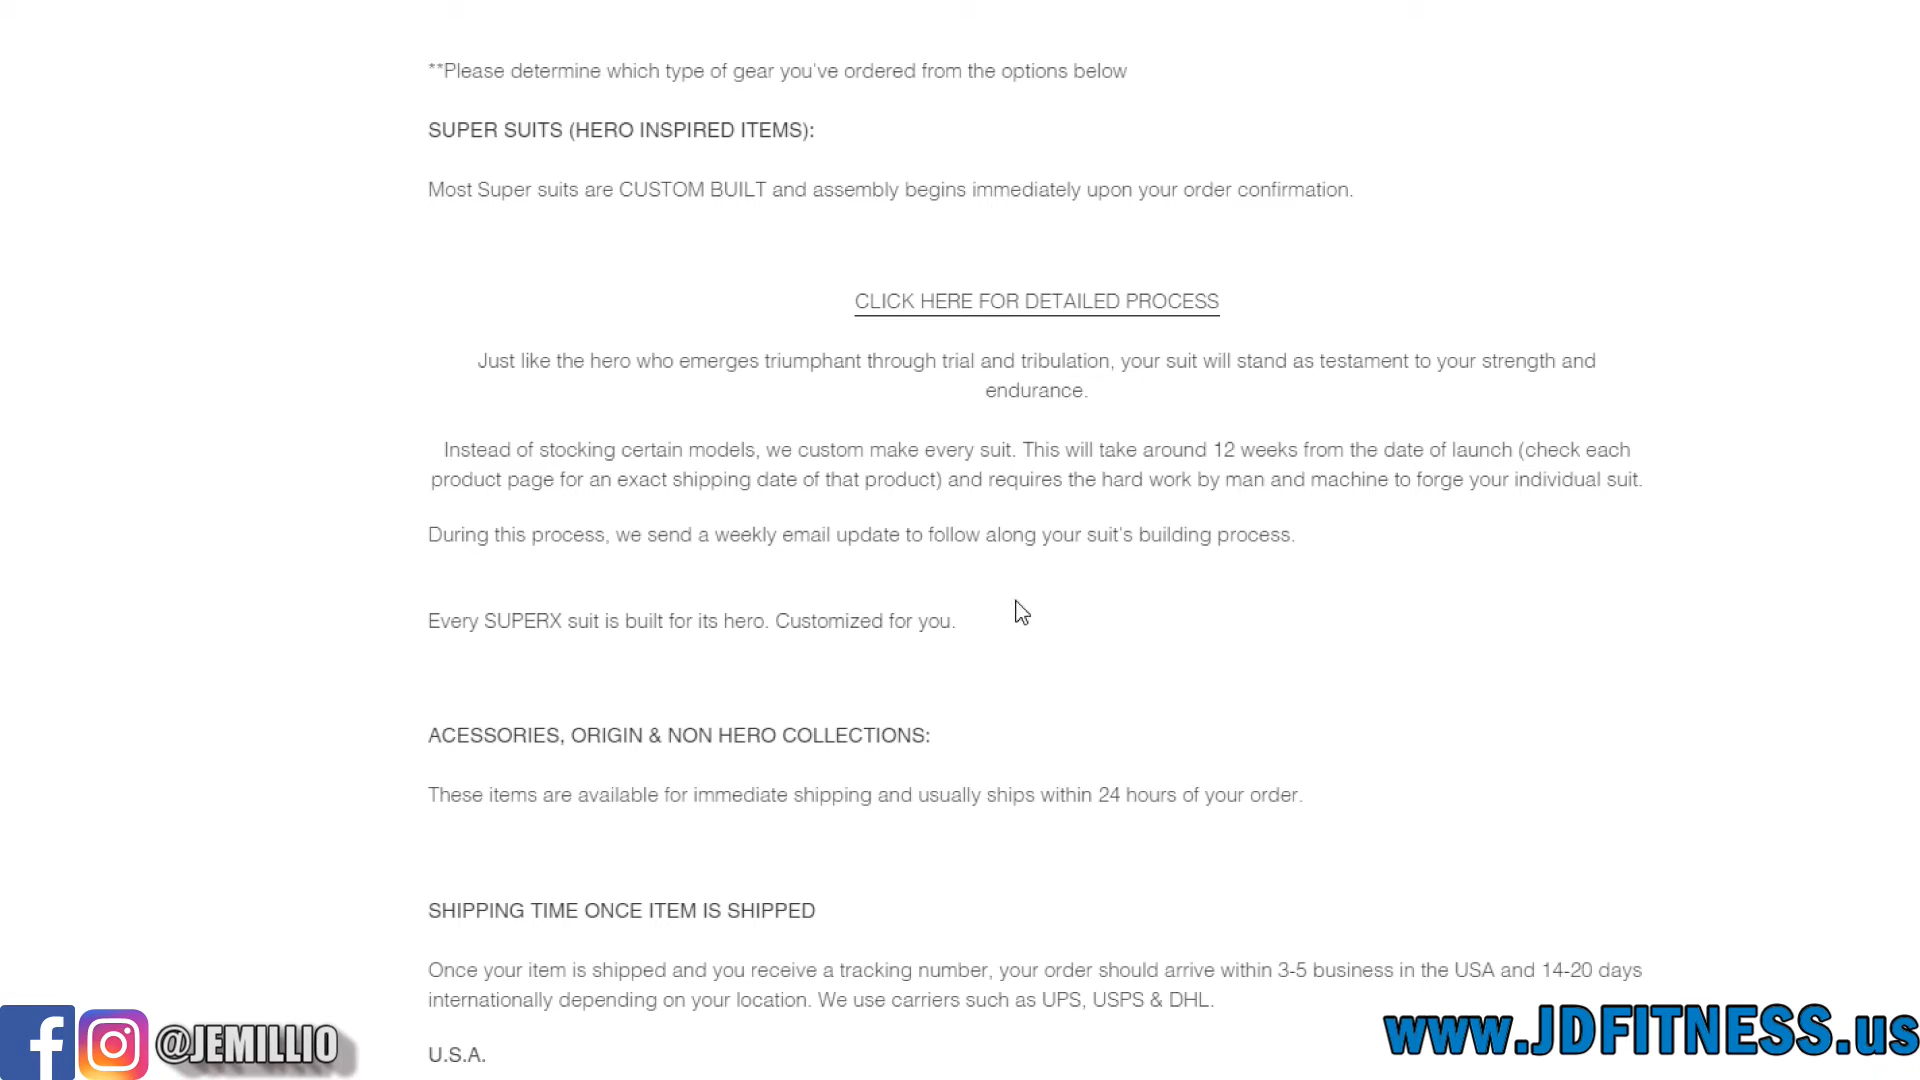 **Please determine which type of gear you've ordered from the options below
SUPER SUITS (HERO INSPIRED ITEMS):
Most Super suits are CUSTOM BUILT and assembly begins immediately upon your order confirmation.
CLICK HERE FOR DETAILED PROCESS
Just like the hero who emerges triumphant through trial and tribulation, your suit will stand as testament to your strength and
endurance.
Instead of stocking certain models, we custom make every suit. This will take around 12 weeks from the date of launch (check each
product page for an exact shipping date of that product) and requires the hard work by man and machine to forge your individual suit.
During this process, we send a weekly email update to follow along your suit's building process.
Every SUPERX suit is built for its hero. Customized for you.
ACESSORIES, ORIGIN & NON HERO COLLECTIONS:
These items are available for immediate shipping and usually ships within 24 hours of your order.
SHIPPING TIME ONCE ITEM IS SHIPPED
Once your item is shipped and you receive a tracking number, your order should arrive within 3-5 business in the USA and 14-20 days
internationally depending on your location. We use carriers such as UPS, USPS & DHL.
U.S.A.
@JEMILLIO
www.JDFITNESS.us